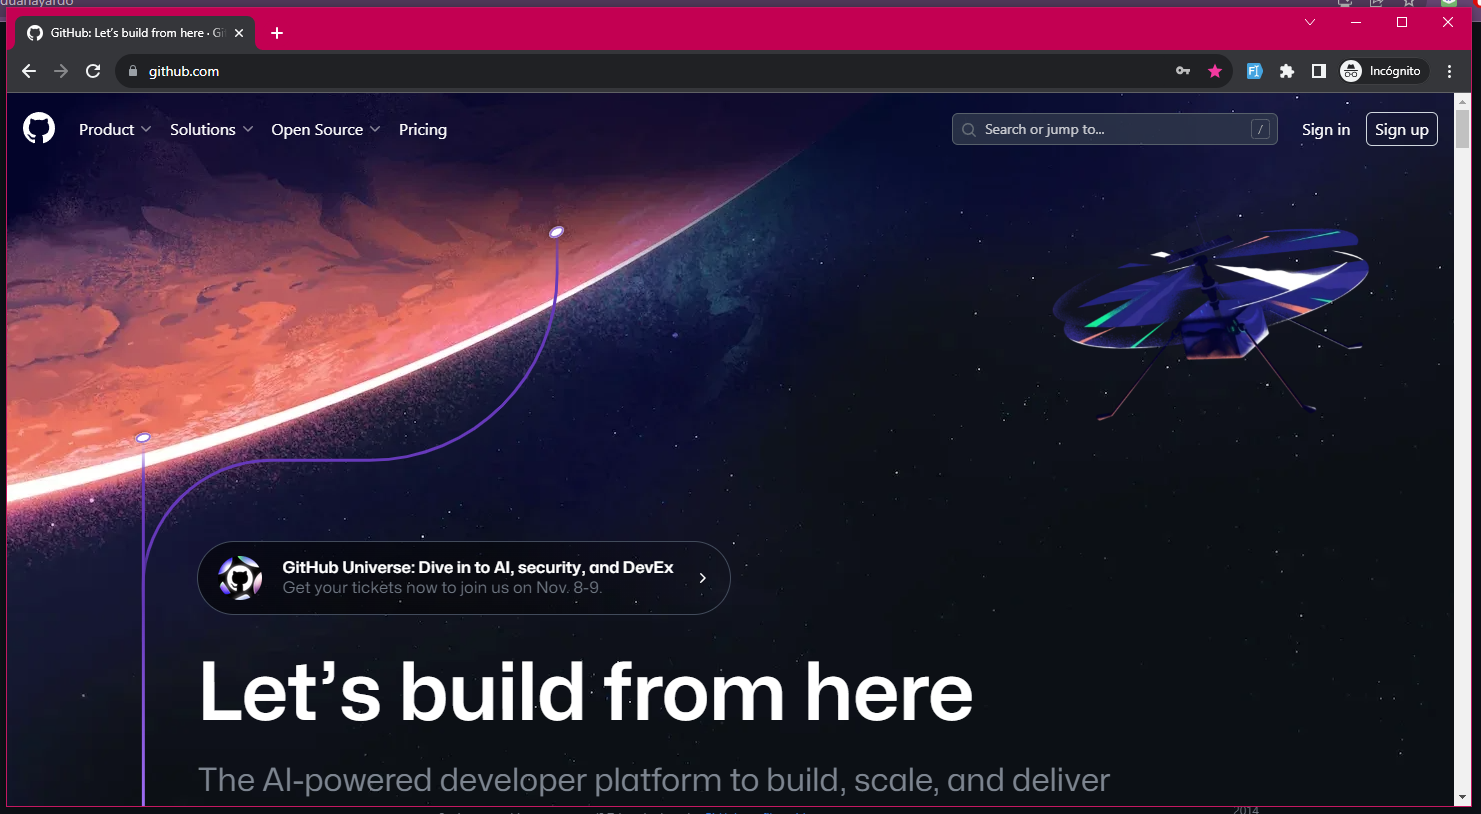 duanayardo
GitHub: Let's build from here · Gi
github.com
Incógnito
Product
Solutions
Open Source
Pricing
Search or jump to...
/
Sign in
Sign up
GitHub Universe: Dive in to AI, security, and DevEx
Get your tickets now to join us on Nov. 8-9.
Let's build from here
The AI-powered developer platform to build, scale, and deliver
2014